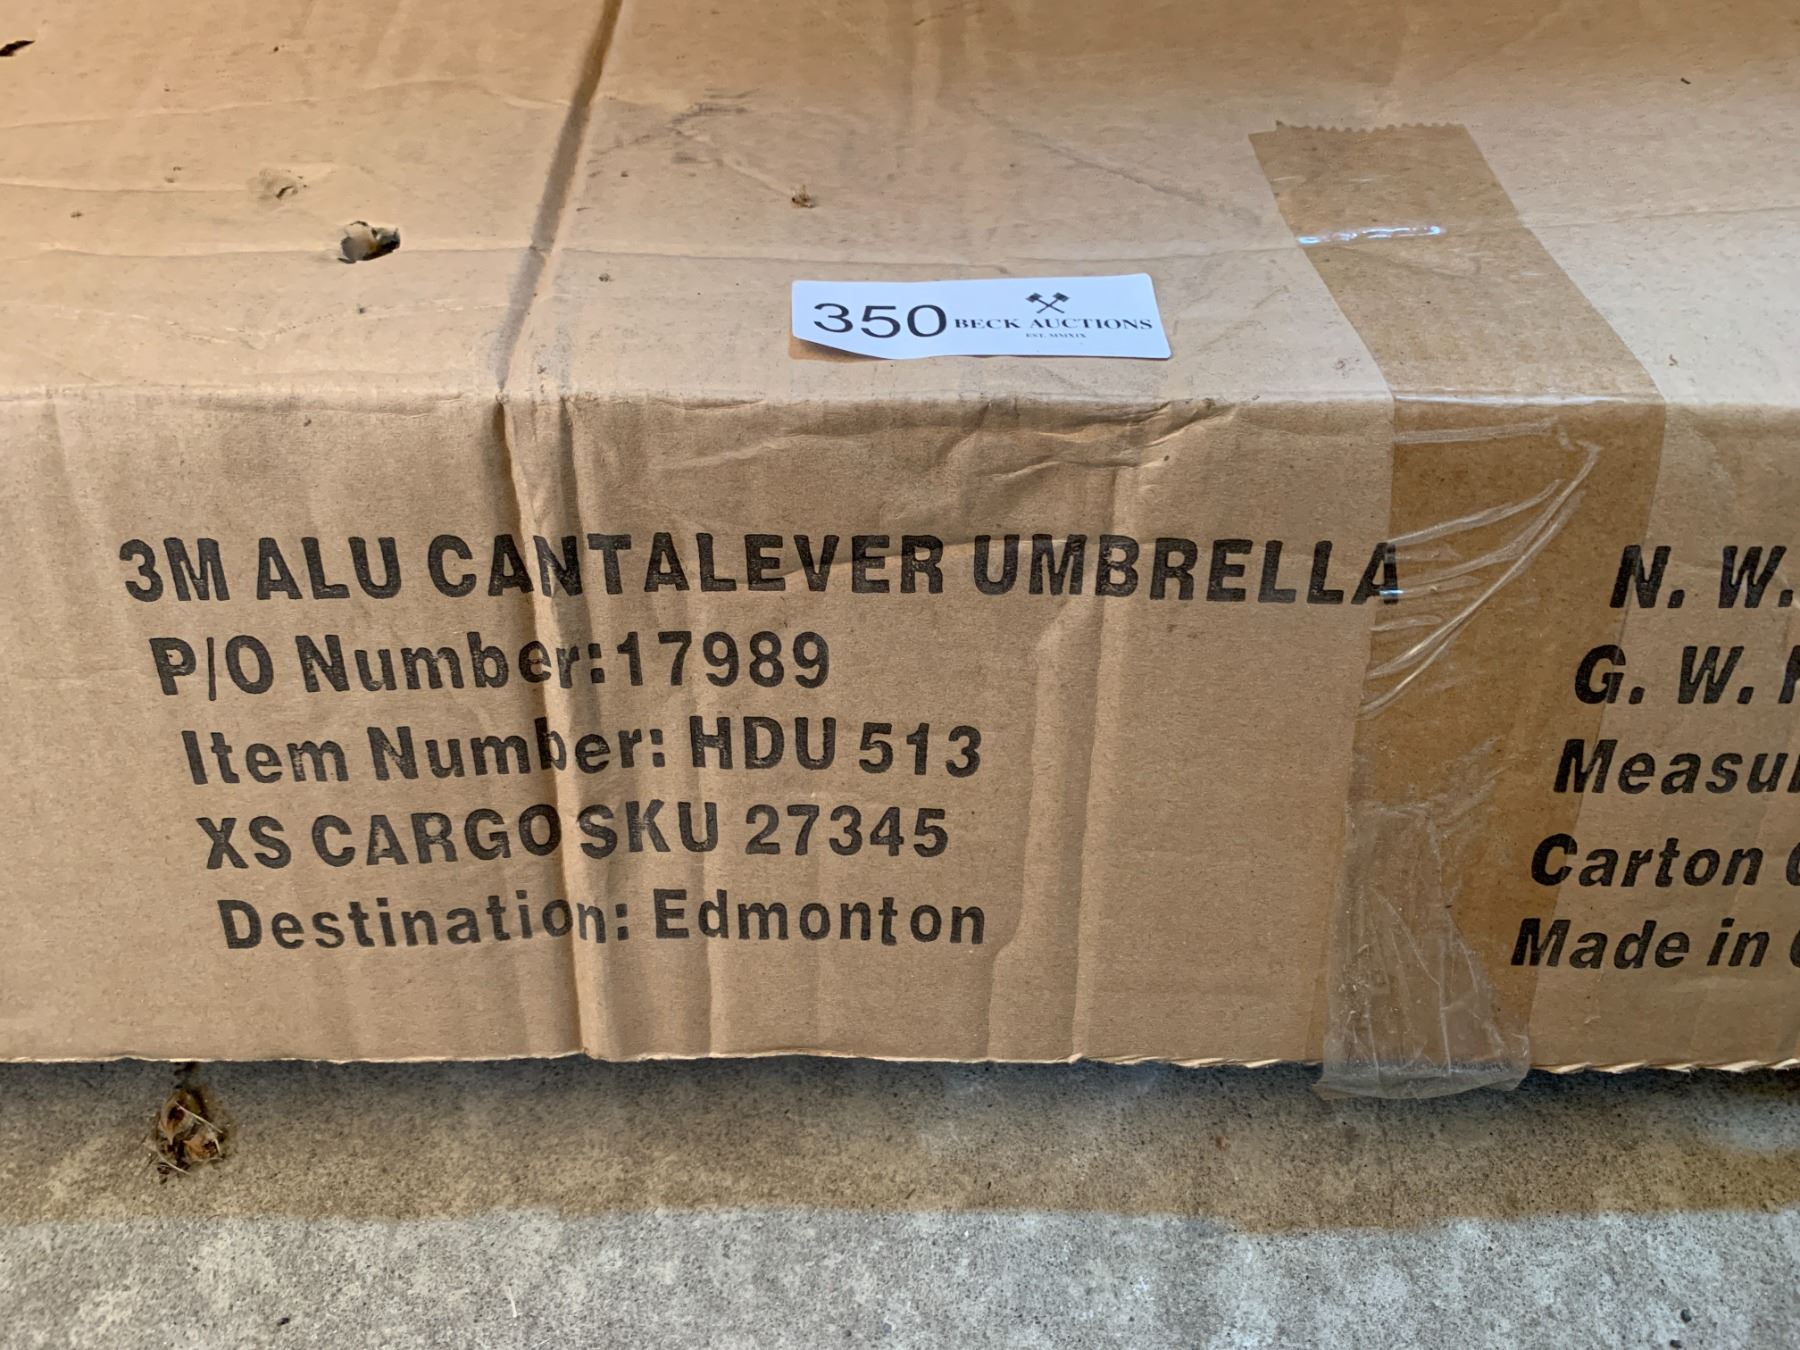 350 BECK AUCTIONS
EST. MMXIX
3M ALU CANTALEVER UMBRELLA
P/O Number:17989
Item Number: HDU 513
XS CARGO SKU 27345
Destination: Edmonton
N. W.
G. W.
Carton
Made in